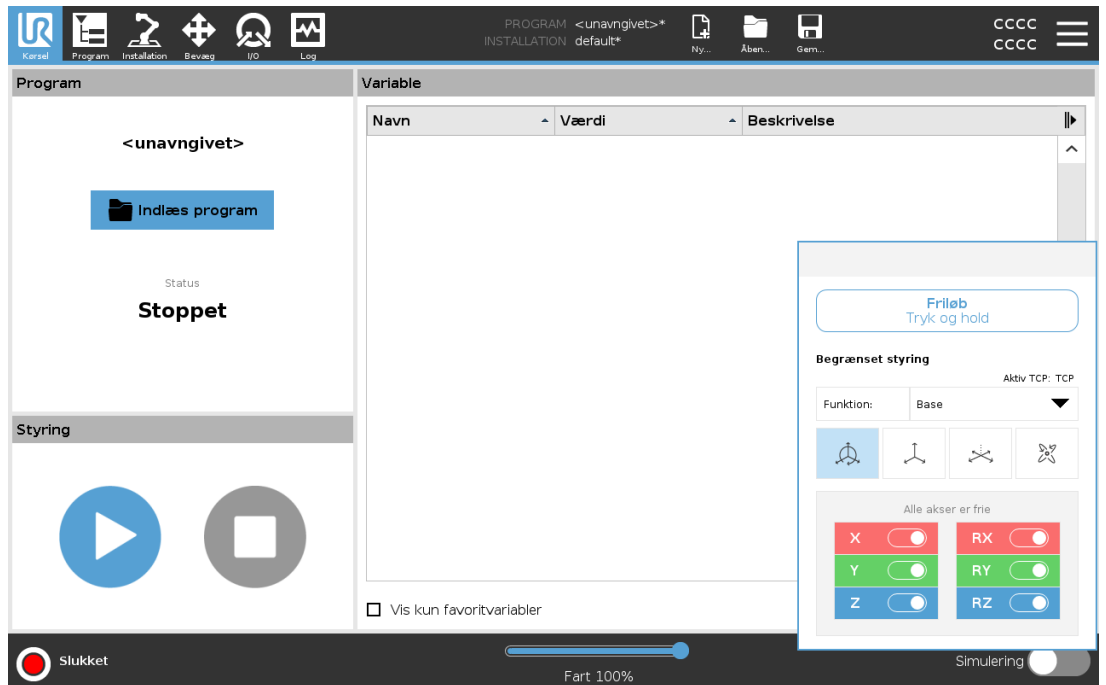 UR
Kørsel
Program
Installation
Bevæg
I/O
Log
PROGRAM <unavngivet>*
INSTALLATION default*
Ny...
Åben...
Gem...
CCCC
CCCC
Program
<unavngivet>
Indlæs program
Status
Stoppet
Styring
Variable
Navn
Værdi
Beskrivelse
Vis kun favoritvariabler
Friløb
Tryk og hold
Begrænset styring
Aktiv TCP: TCP
Funktion: Base
Alle akser er frie
X RX
Y RY
Z RZ
Slukket
Fart 100%
Simulering